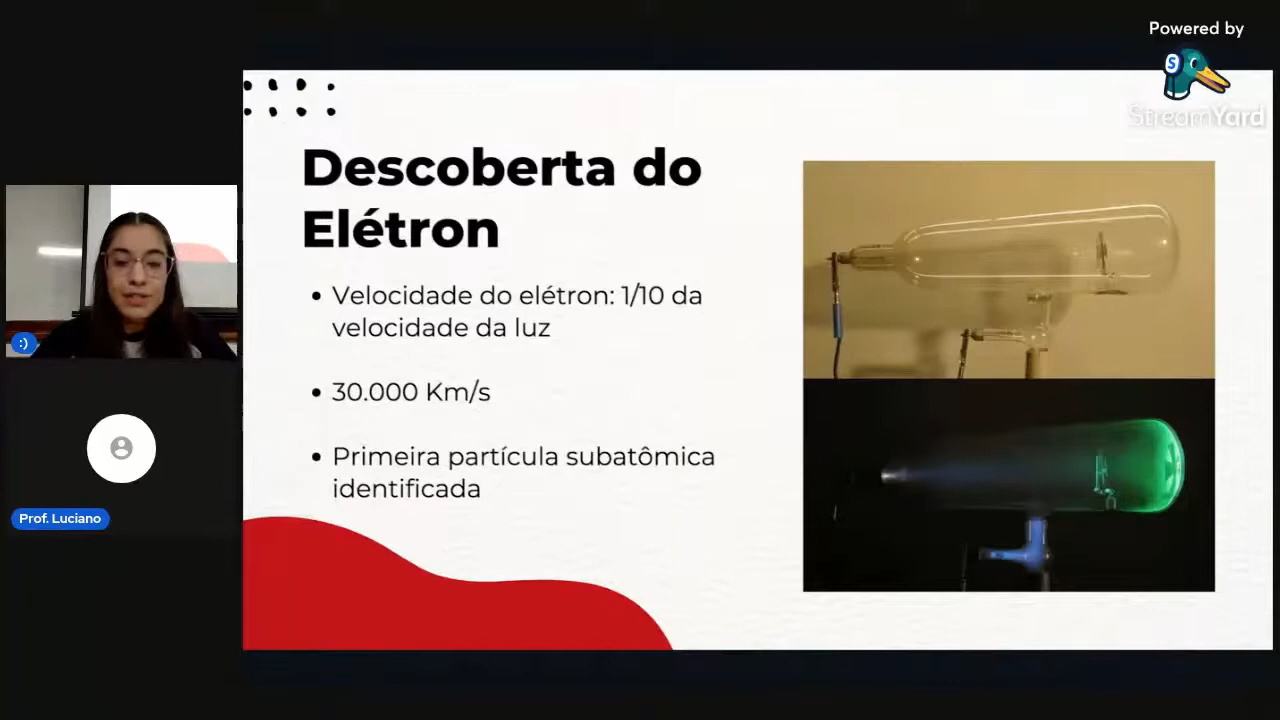 Powered by
S
StreamYard
Descoberta do
Elétron
• Velocidade do elétron: 1/10 da
velocidade da luz
• 30.000 Km/s
• Primeira partícula subatômica
identificada
:)
Prof. Luciano